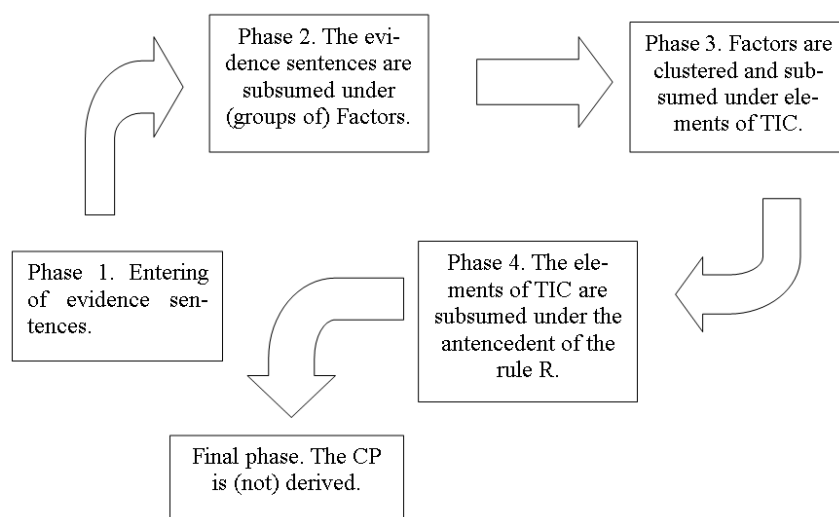 Phase 1. Entering
of evidence sen-
tences.
Phase 2. The evi-
dence sentences are
subsumed under
(groups of) Factors.
Phase 3. Factors are
clustered and sub-
sumed under ele-
ments of TIC.
Phase 4. The ele-
ments of TIC are
subsumed under the
antencedent of the
rule R.
Final phase. The CP
is (not) derived.